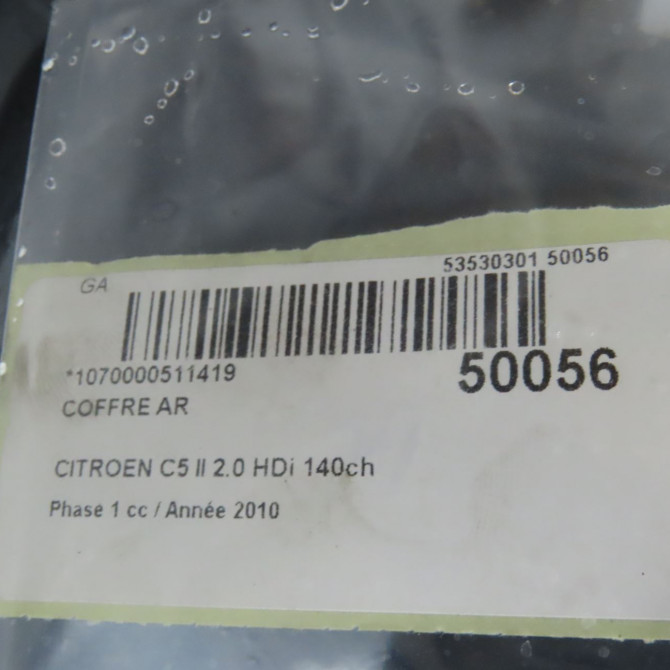 GA
53530301 50056
*1070000511419
50056
COFFRE AR
CITROEN C5 II 2.0 HDi 140ch
Phase 1 cc / Année 2010